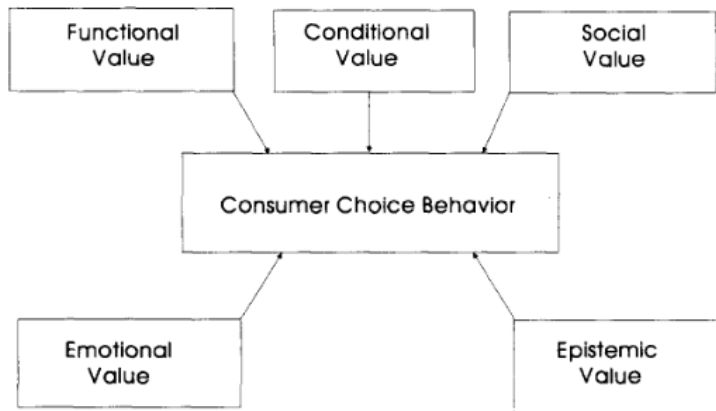 Functional
Value
Conditional
Value
Social
Value
Consumer Choice Behavior
Emotional
Value
Epistemic
Value